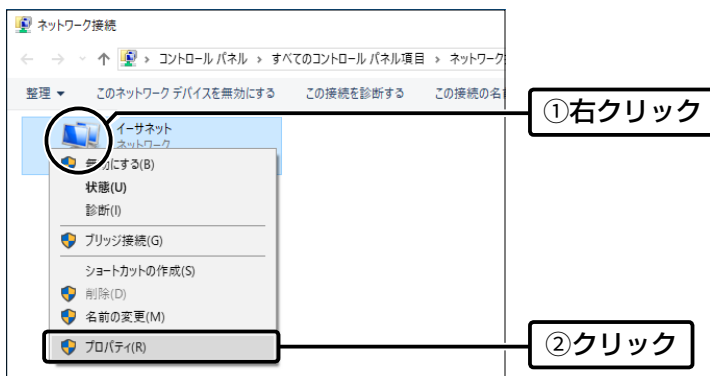 ネットワーク接続
コントロール パネル › すべてのコントロール パネル項目 › ネットワーク
整理 このネットワーク デバイスを無効にする この接続を診断する この接続の名
①右クリック
イーサネット
ネットワーク
無効にする(B)
状態(U)
診断(I)
ブリッジ接続(G)
ショートカットの作成(S)
削除(D)
名前の変更(M)
プロパティ(R)
②クリック